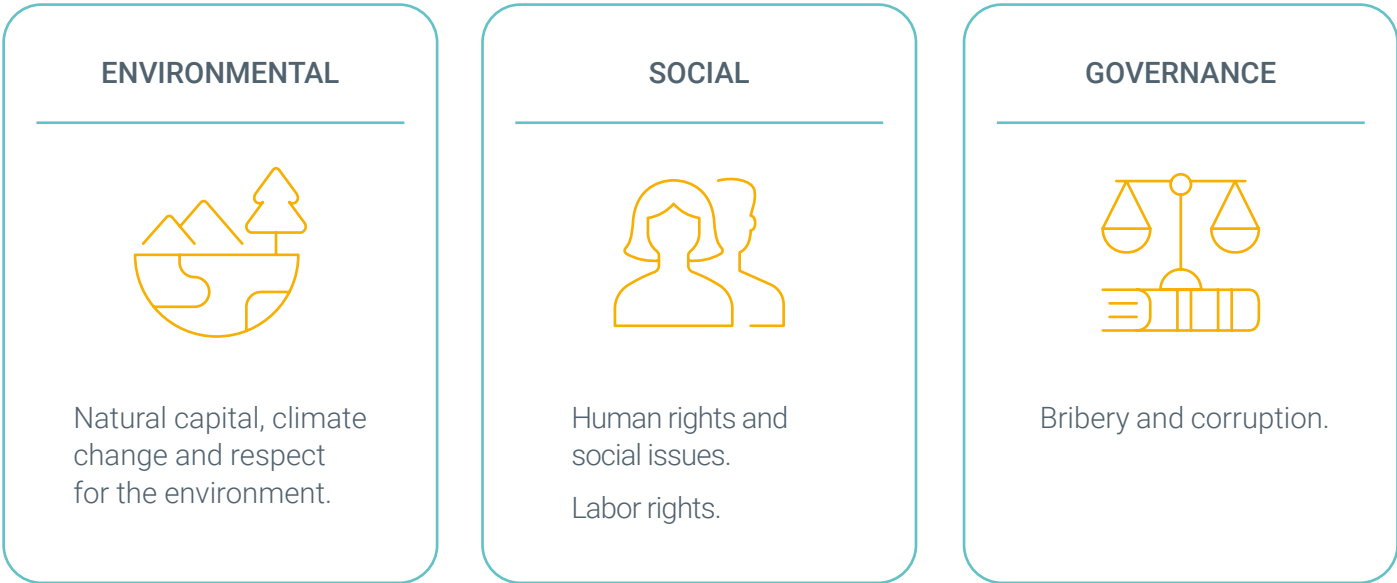 ENVIRONMENTAL
Natural capital, climate
change and respect
for the environment.
SOCIAL
Human rights and
social issues.
Labor rights.
GOVERNANCE
Bribery and corruption.